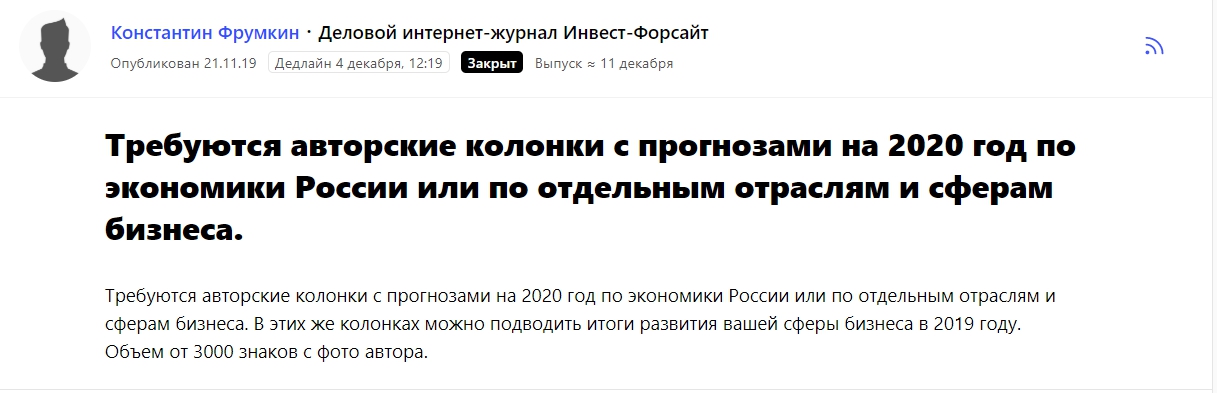 Константин Фрумкин · Деловой интернет-журнал Инвест-Форсайт
Опубликован 21.11.19 Дедлайн 4 декабря, 12:19 Закрыт Выпуск ≈ 11 декабря
Требуются авторские колонки с прогнозами на 2020 год по
экономики России или по отдельным отраслям и сферам
бизнеса.
Требуются авторские колонки с прогнозами на 2020 год по экономики России или по отдельным отраслям и
сферам бизнеса. В этих же колонках можно подводить итоги развития вашей сферы бизнеса в 2019 году.
Объем от 3000 знаков с фото автора.